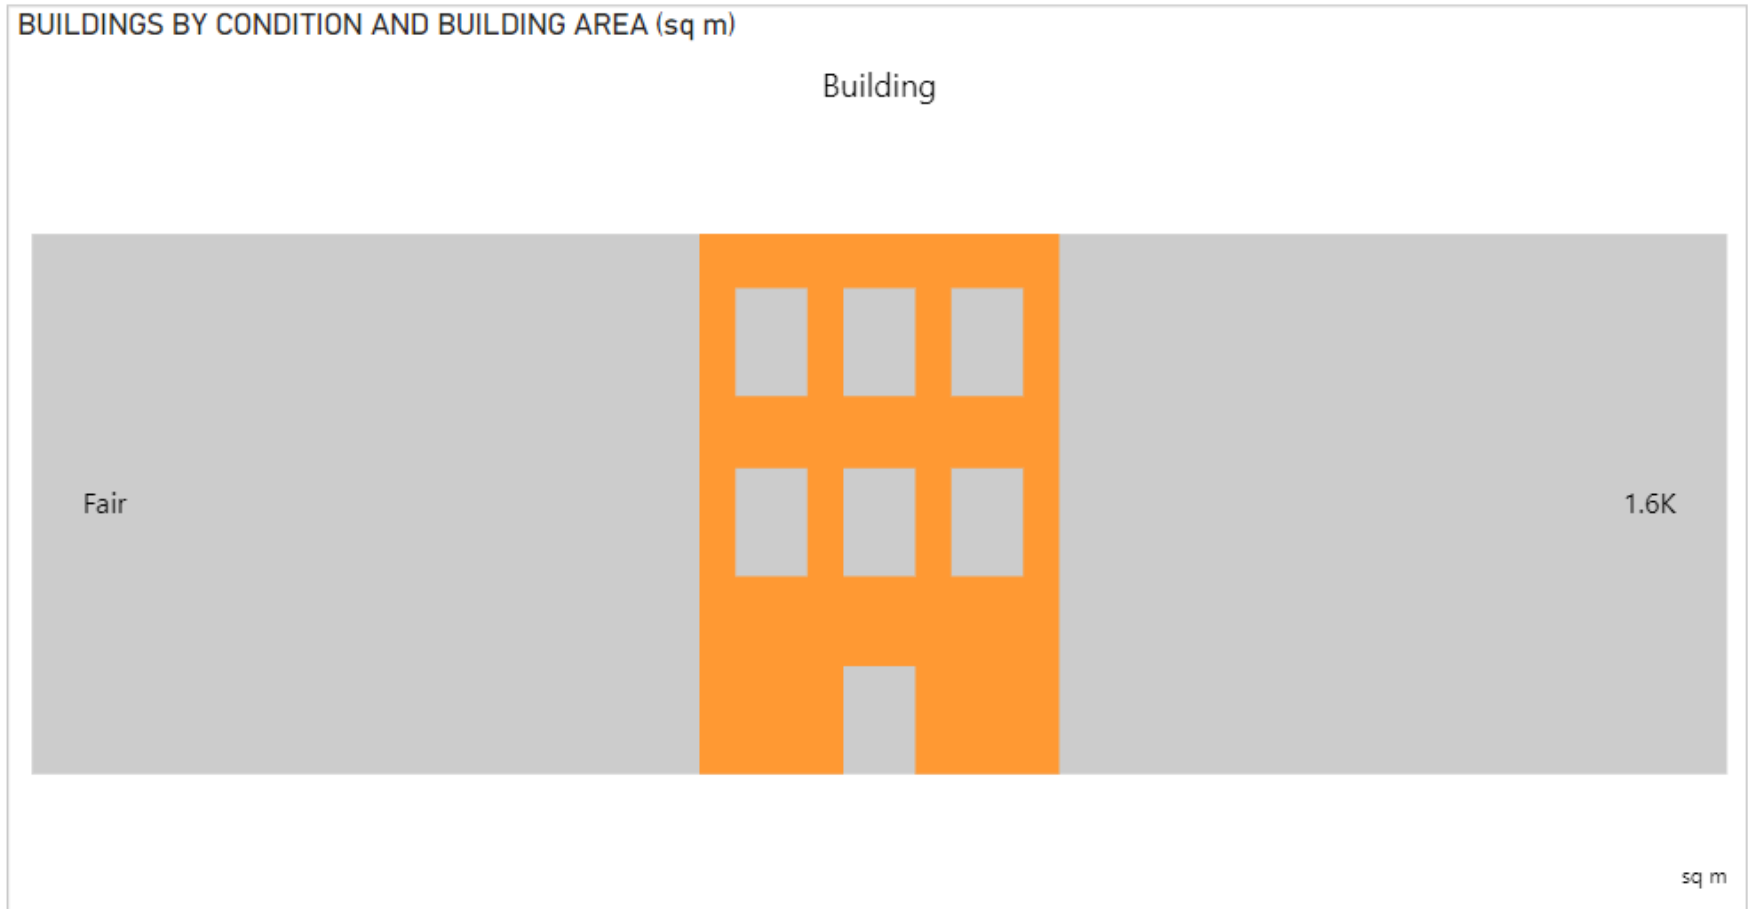 BUILDINGS BY CONDITION AND BUILDING AREA (sq m)
Building
Fair
1.6K
sq m